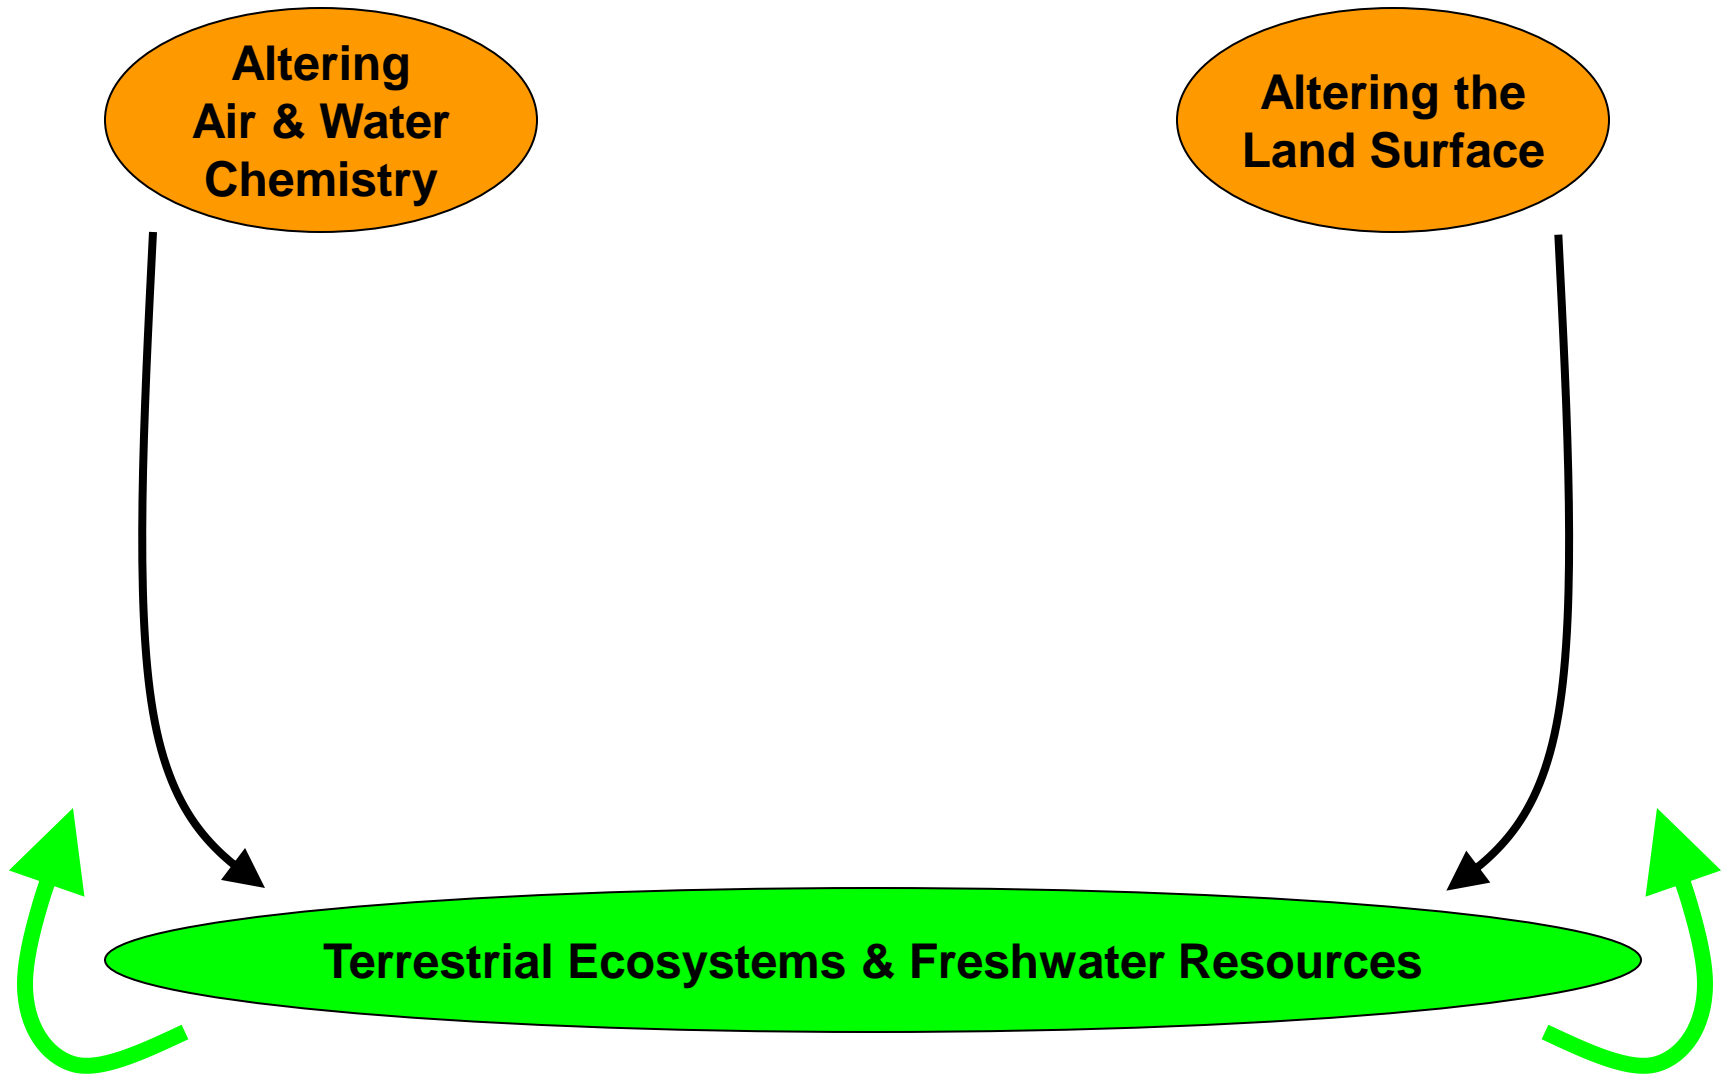 Altering
Air & Water
Chemistry
Altering the
Land Surface
Terrestrial Ecosystems & Freshwater Resources